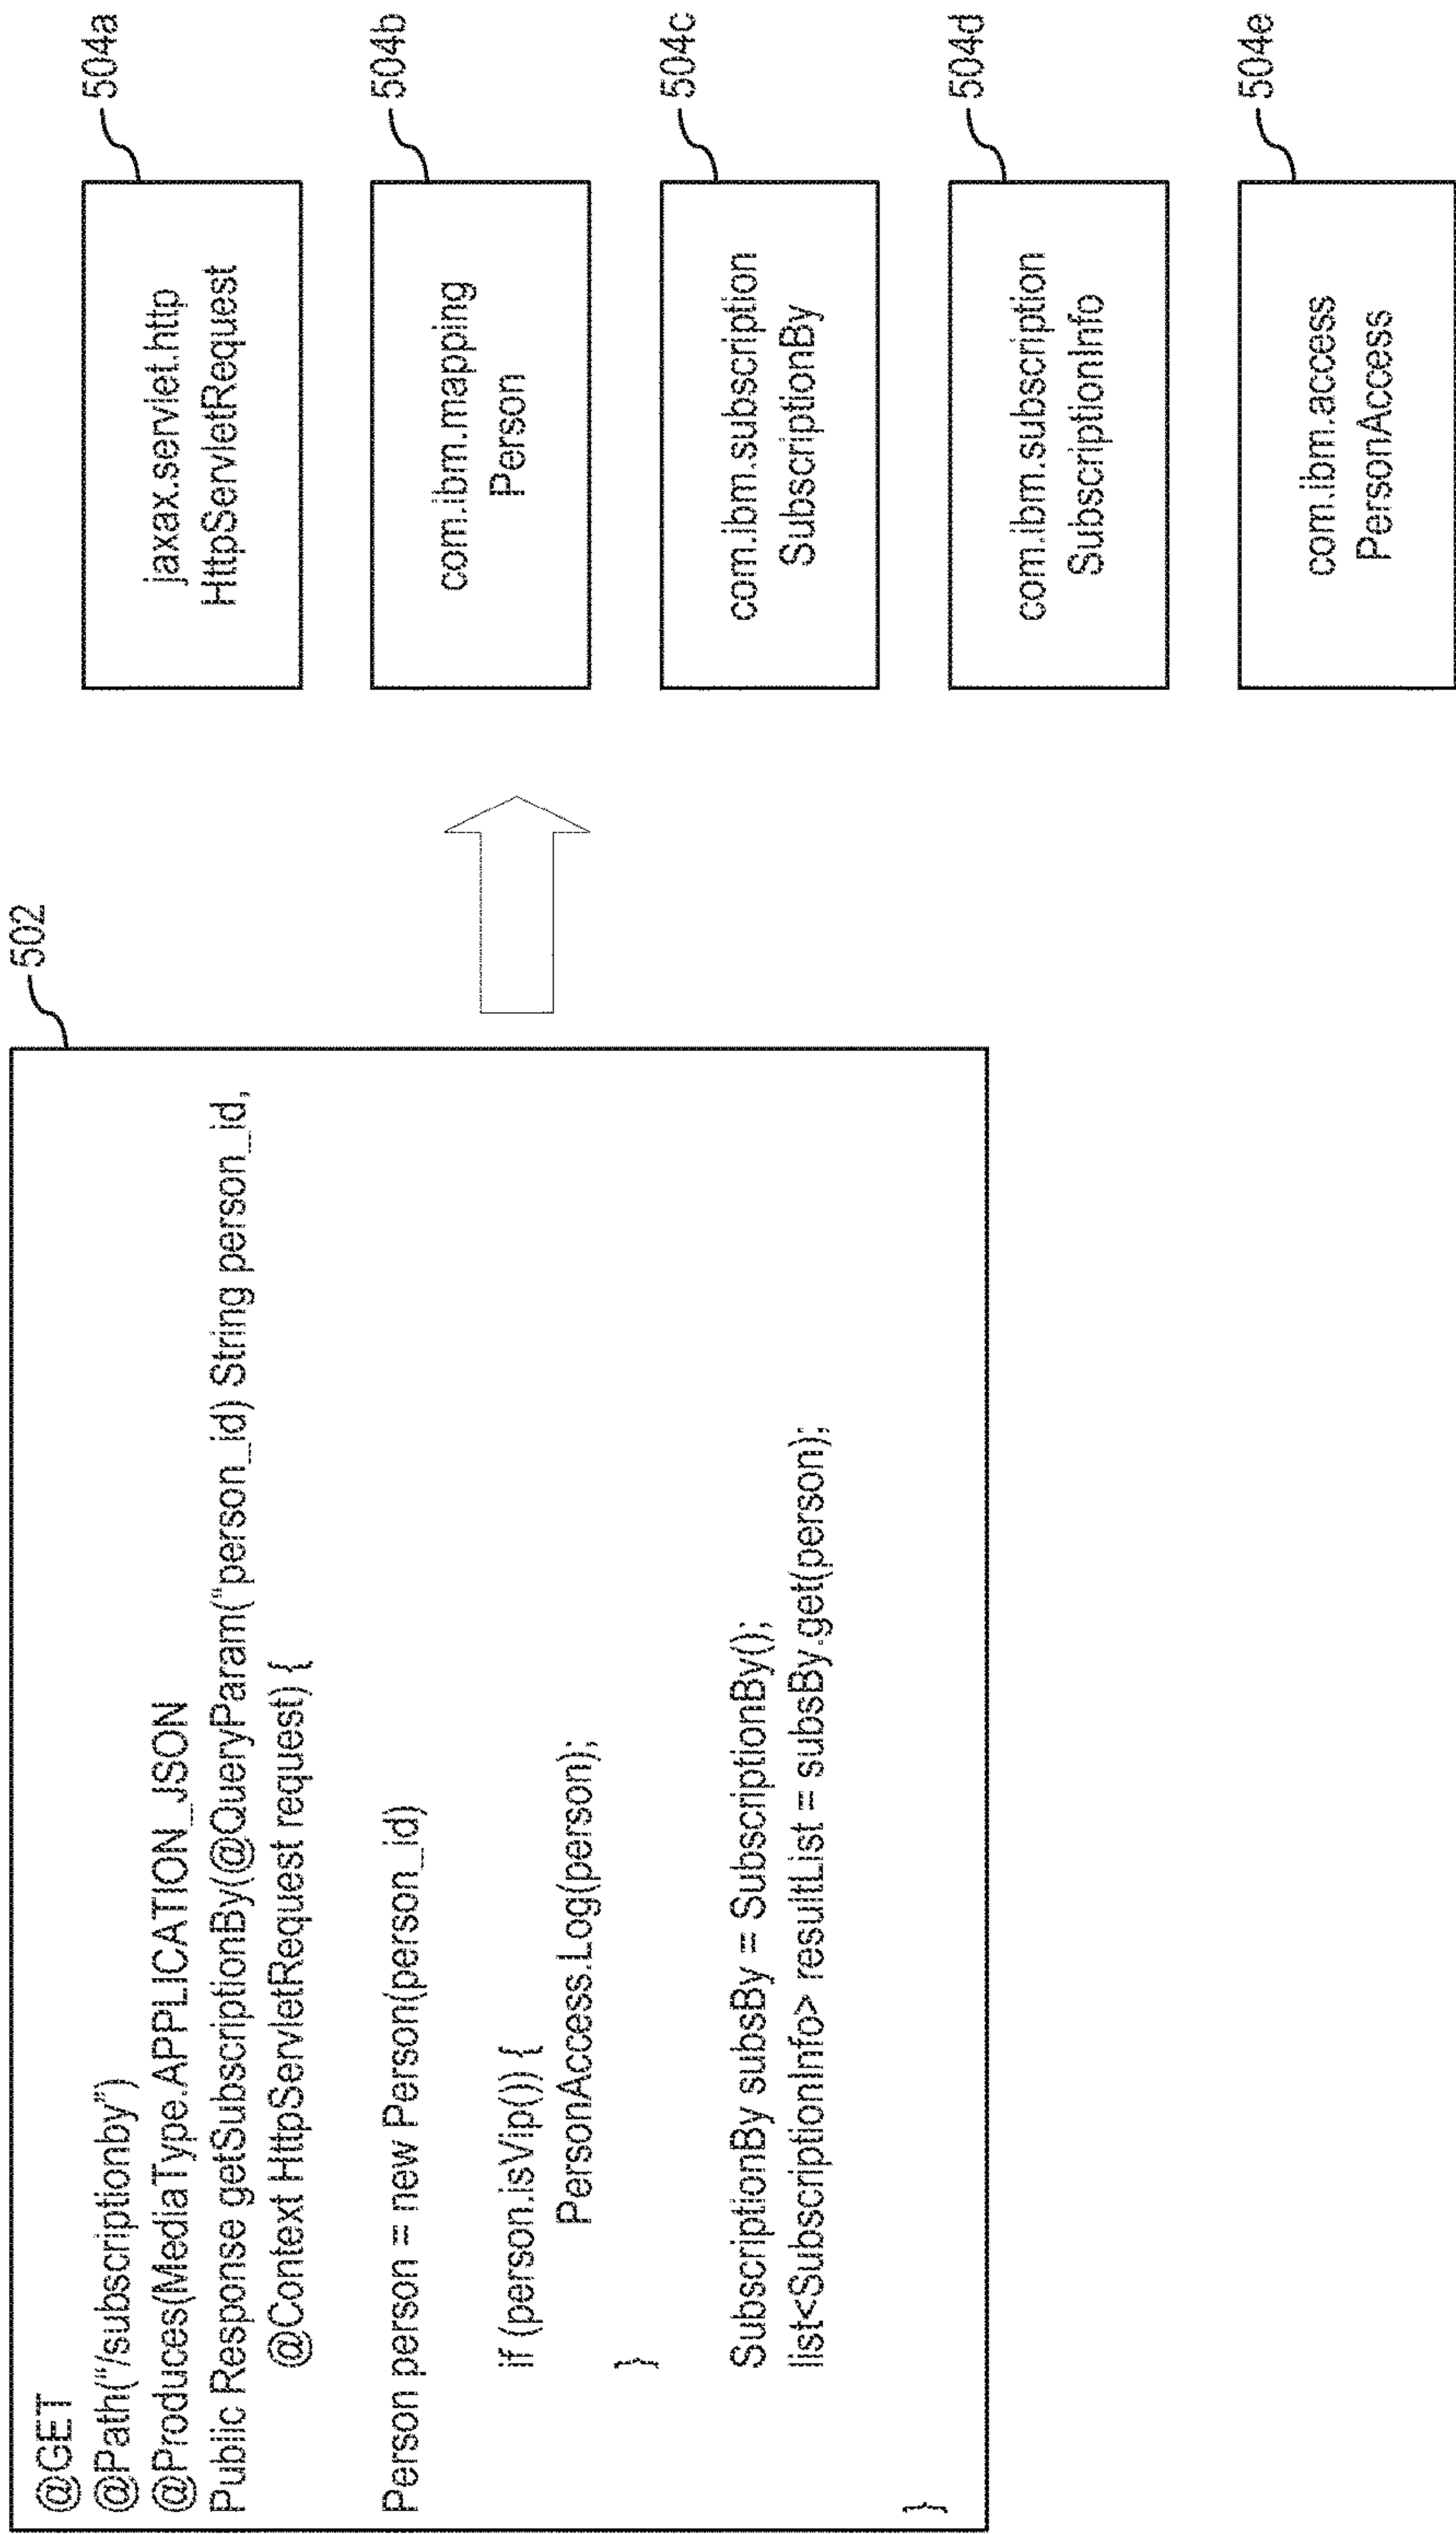 502
@GET
@Path("/subscriptionby")
@Produces(MediaType.APPLICATION_JSON
Public Response getSubscriptionBy(@QueryParam("person_id) String person_id,
@Context HttpServletRequest request) {
Person person = new Person(person_id)
if (person.isVip()) {
PersonAccess.Log(person);
}
SubscriptionBy subsBy = SubscriptionBy();
list<SubscriptionInfo> resultList = subsBy.get(person);
}
504a
jaxax.servlet.http
HttpServletRequest
504b
com.ibm.mapping
Person
504c
com.ibm.subscription
SubscriptionBy
504d
com.ibm.subscription
SubscriptionInfo
504e
com.ibm.access
PersonAccess